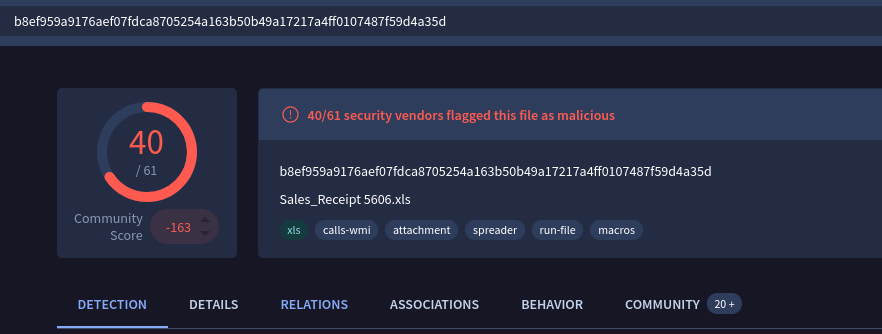 b8ef959a9176aef07fdca8705254a163b50b49a17217a4ff0107487f59d4a35d
40
/ 61
Community
Score
-163
40/61 security vendors flagged this file as malicious
b8ef959a9176aef07fdca8705254a163b50b49a17217a4ff0107487f59d4a35d
Sales_Receipt 5606.xls
xls calls-wmi attachment spreader run-file macros
DETECTION DETAILS RELATIONS ASSOCIATIONS BEHAVIOR COMMUNITY 20 +